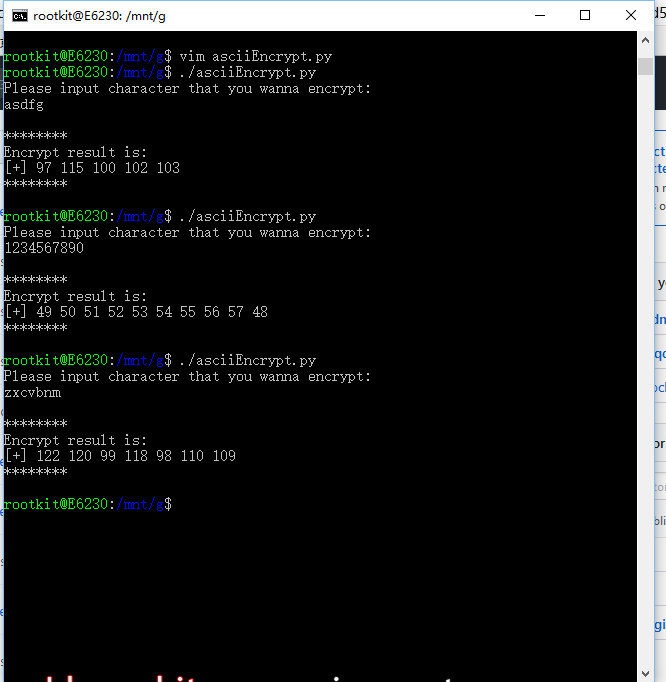 rootkit@E6230: /mnt/g
rootkit@E6230:/mnt/g$ vim asciiEncrypt.py
rootkit@E6230:/mnt/g$ ./asciiEncrypt.py
Please input character that you wanna encrypt:
asdfg
********
Encrypt result is:
[+] 97 115 100 102 103
********
rootkit@E6230:/mnt/g$ ./asciiEncrypt.py
Please input character that you wanna encrypt:
1234567890
********
Encrypt result is:
[+] 49 50 51 52 53 54 55 56 57 48
********
rootkit@E6230:/mnt/g$ ./asciiEncrypt.py
Please input character that you wanna encrypt:
zxcvbnm
********
Encrypt result is:
[+] 122 120 99 118 98 110 109
********
rootkit@E6230:/mnt/g$